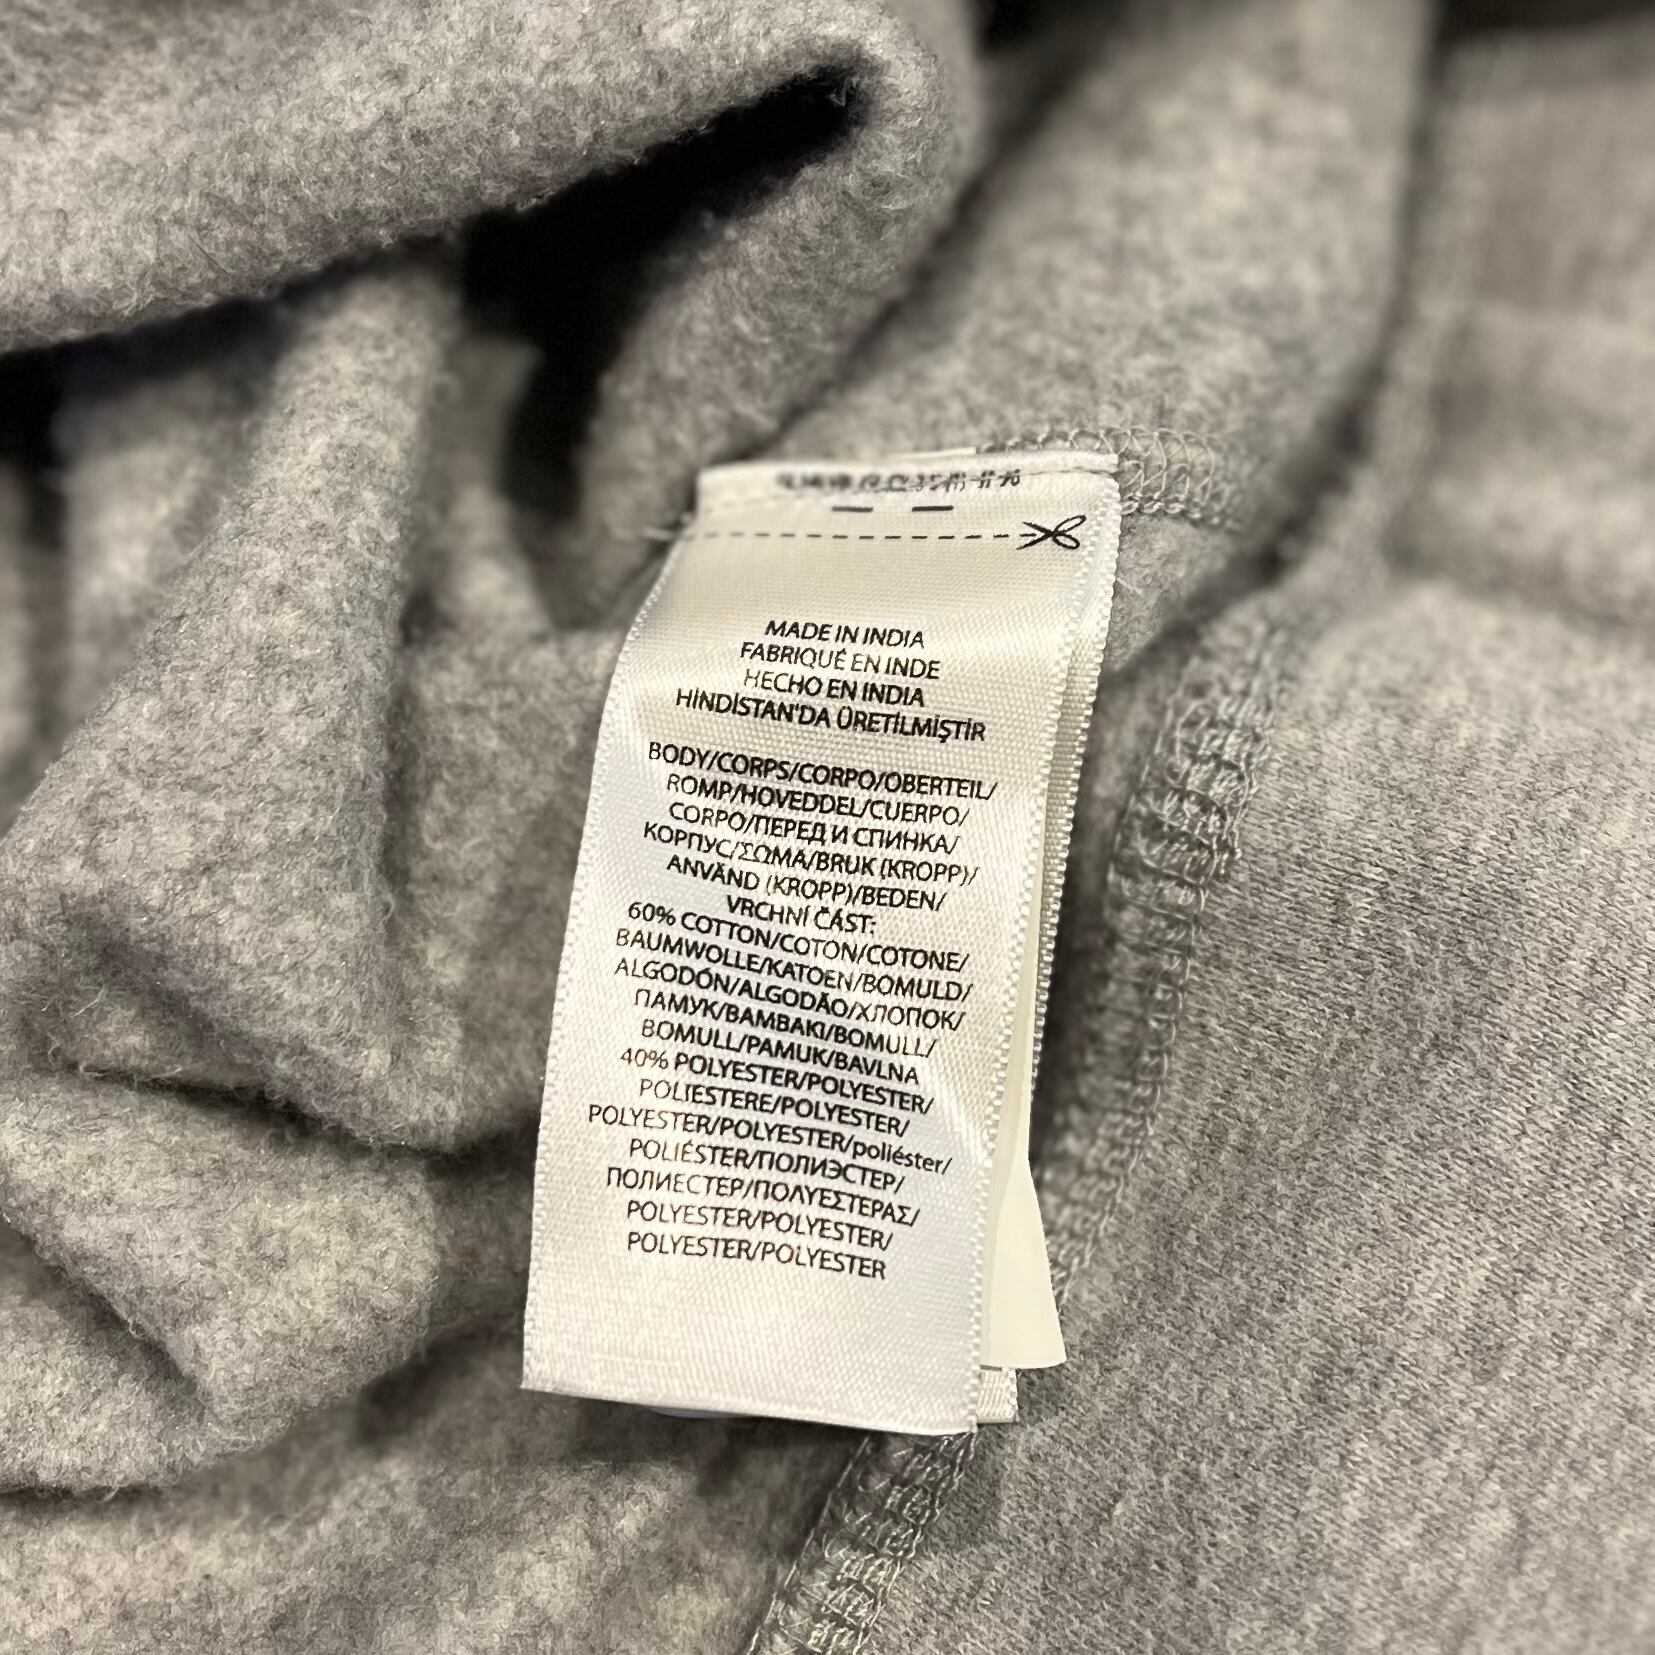 MADE IN INDIA
FABRIQUÉ EN INDE
HECHO EN INDIA
HİNDİSTAN'DA ÜRETİLMİŞTİR
BODY/CORPS/CORPO/OBERTEIL/
ROMP/HOVEDDEL/CUERPO/
CORPO/ПЕРЕД И СПИНКА/
КОРПУС/ΣΩΜΑ/BRUK (KROPP)/
ANVÄND (KROPP)/BEDEN/
VRCHNÍ ČÁST:
60% COTTON/COTON/COTONE/
BAUMWOLLE/KATOEN/BOMULD/
ALGODÓN/ALGODÃO/ХЛОПОК/
ПАМУК/ΒΑΜΒΑΚΙ/BOMULL/
BOMULL/PAMUK/BAVLNA
40% POLYESTER/POLYESTER/
POLIESTERE/POLYESTER/
POLYESTER/POLYESTER/poliéster/
POLIÉSTER/ПОЛИЭСТЕР/
ПОЛИЕСТЕР/ΠΟΛΥΕΣΤΕΡΑΣ/
POLYESTER/POLYESTER/
POLYESTER/POLYESTER